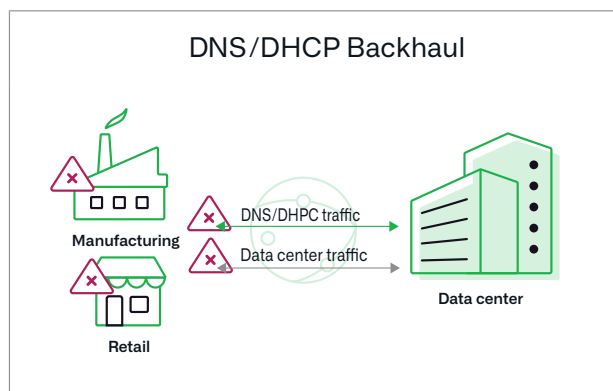 DNS/DHCP Backhaul
DNS/DHPC traffic
Manufacturing
Data center traffic
Data center
Retail